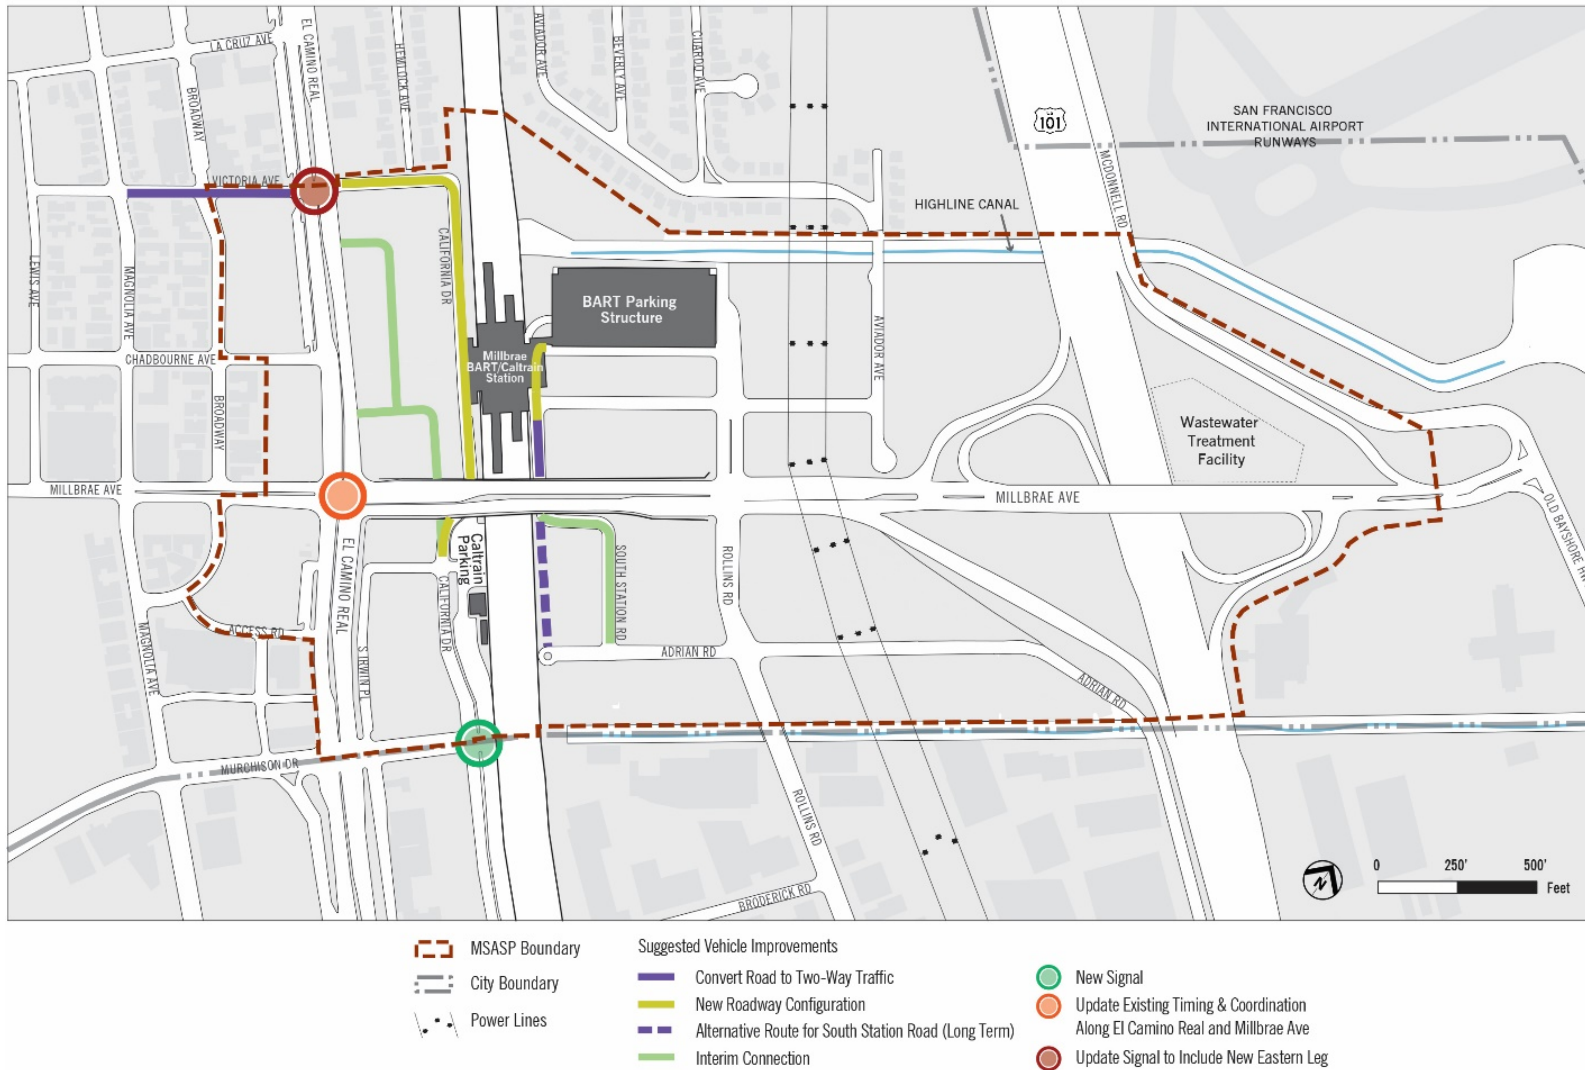 LA CRUZ AVE
EL CAMINO REAL
HEMLOCK AVE
AVIADOR AVE
BEVERLY AVE
CUARDO AVE
BROADWAY
101
MCDONNELL RD
SAN FRANCISCO
INTERNATIONAL AIRPORT
RUNWAYS
VICTORIA AVE
HIGHLINE CANAL
LEWIS AVE
MAGNOLIA AVE
CALIFORNIA DR
BART Parking
Structure
Millbrae
BART/Caltrain
Station
AVIADOR AVE
CHADBOURNE AVE
BROADWAY
Wastewater
Treatment
Facility
MILLBRAE AVE
MILLBRAE AVE
OLD BAYSHORE HW
EL CAMINO REAL
Caltrain
Parking
CALIFORNIA DR
SOUTH STATION RD
ROLLINS RD
MAGNOLIA AVE
ACCESS RD
S IRWIN PL
ADRIAN RD
ADRIAN RD
MURCHISON DR
ROLLINS RD
BRODERICK RD
N
0 250' 500'
Feet
MSASP Boundary
City Boundary
Power Lines
Suggested Vehicle Improvements
Convert Road to Two-Way Traffic
New Roadway Configuration
Alternative Route for South Station Road (Long Term)
Interim Connection
New Signal
Update Existing Timing & Coordination
Along El Camino Real and Millbrae Ave
Update Signal to Include New Eastern Leg